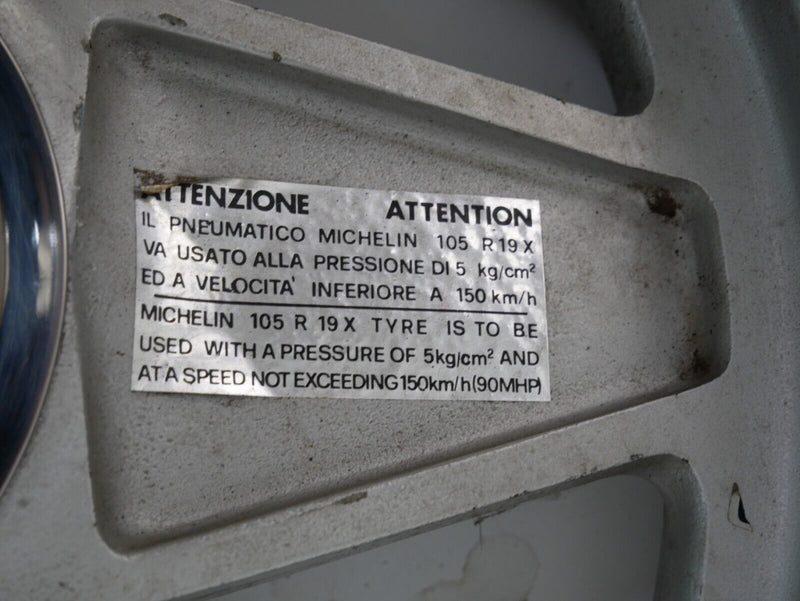 ATTENZIONE ATTENTION
IL PNEUMATICO MICHELIN 105 R 19 X
VA USATO ALLA PRESSIONE DI 5 kg/cm²
ED A VELOCITA' INFERIORE A 150 km/h
MICHELIN 105 R 19 X TYRE IS TO BE
USED WITH A PRESSURE OF 5kg/cm² AND
AT A SPEED NOT EXCEEDING 150km/h (90MHP)